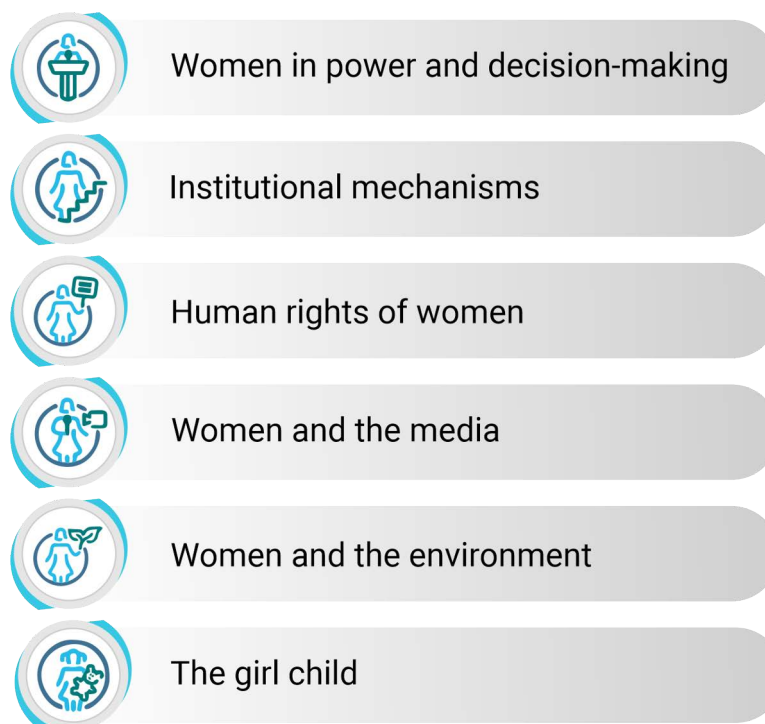 Women in power and decision-making
Institutional mechanisms
Human rights of women
Women and the media
Women and the environment
The girl child